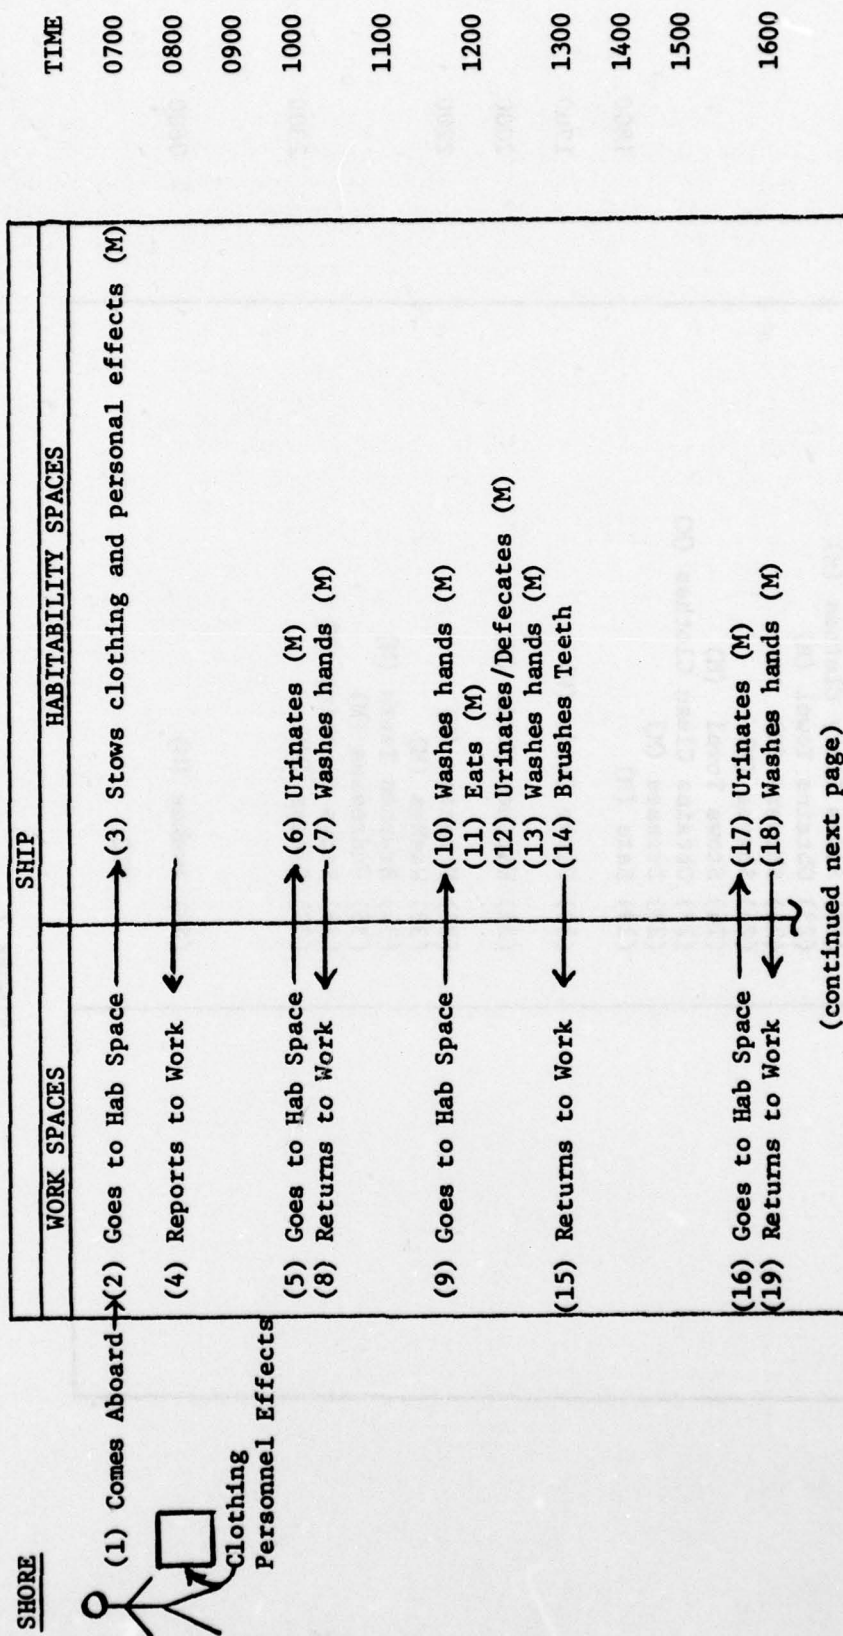 SHIP
SHORE WORK SPACES HABITABILITY SPACES TIME
(1) Comes Aboard (2) Goes to Hab Space (3) Stows clothing and personal effects (M) 0700
(4) Reports to Work 0800
Clothing 0900
Personnel Effects (5) Goes to Hab Space (6) Urinates (M) 1000
(8) Returns to Work (7) Washes hands (M)
1100
(9) Goes to Hab Space (10) Washes hands (M)
(11) Eats (M) 1200
(12) Urinates/Defecates (M)
(13) Washes hands (M)
(15) Returns to Work (14) Brushes Teeth 1300
1400
1500
(16) Goes to Hab Space (17) Urinates (M)
(19) Returns to Work (18) Washes hands (M) 1600
(continued next page)